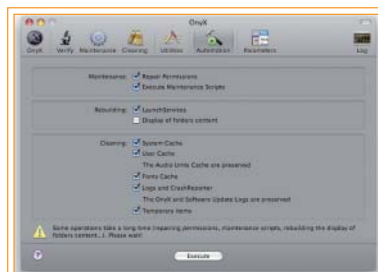 OnyX
OnyX Verify Maintenance Cleaning Utilities Automation Parameters Log
Maintenance: Repair Permissions
Execute Maintenance Scripts
Rebuilding: LaunchServices
Display of folders content
Cleaning: System Cache
User Cache
The Audio Units Cache are preserved
Fonts Cache
Logs and CrashReporter
The OnyX and Software Update Logs are preserved
Temporary items
Some operations take a long time (repairing permissions, maintenance scripts, rebuilding the display of
folders content...). Please wait!
? Execute